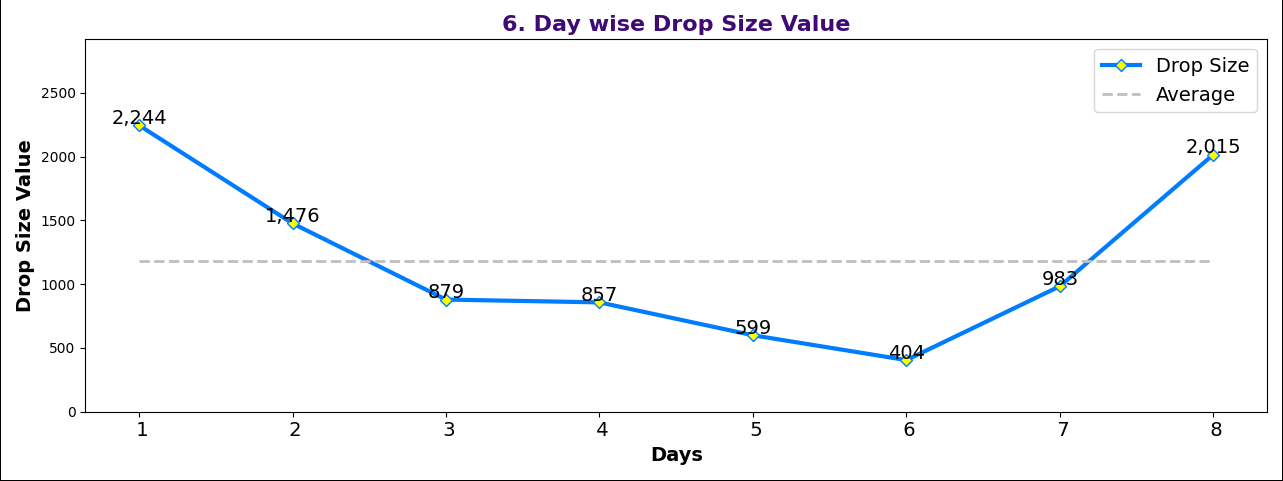 6. Day wise Drop Size Value
Drop Size
Average
Drop Size Value
2500
2000
1500
1000
500
0
2,244
1,476
879
857
599
404
983
2,015
1 2 3 4 5 6 7 8
Days